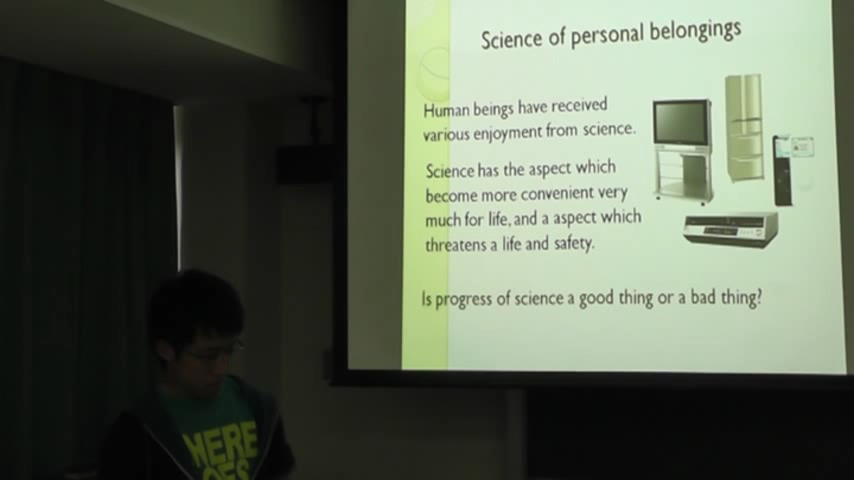 Science of personal belongings
Human beings have received
various enjoyment from science.
Science has the aspect which
become more convenient very
much for life, and a aspect which
threatens a life and safety.
Is progress of science a good thing or a bad thing?